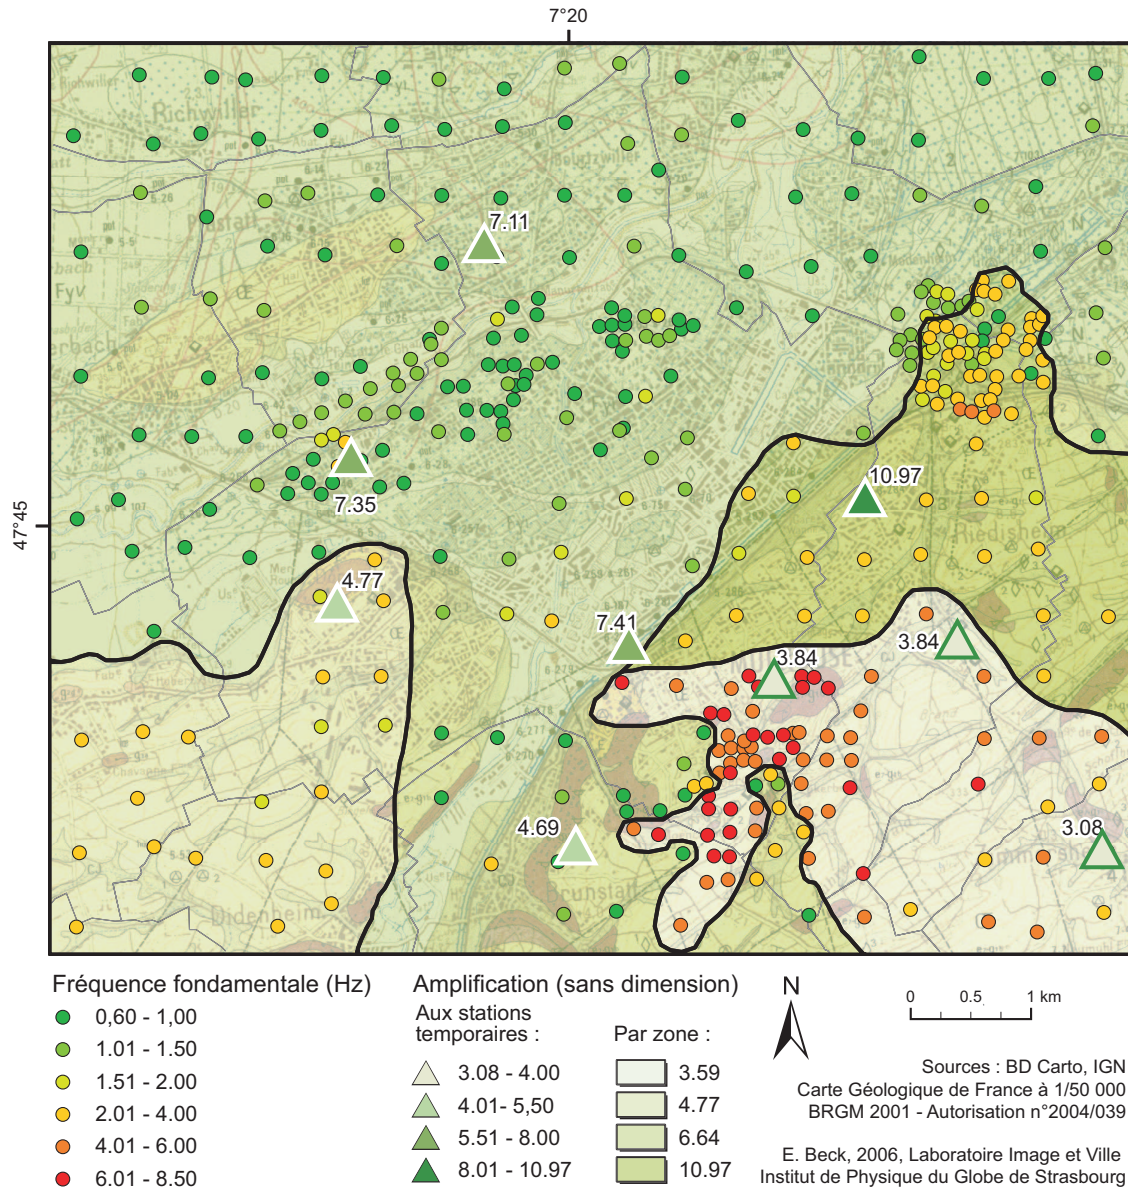 7°20
47°45
Richwiller
7.11
7.35
10.97
4.77
7.41
3.84
3.84
4.69
3.08
Didenheim
Brunstatt
Fréquence fondamentale (Hz)
0,60 - 1,00
1.01 - 1.50
1.51 - 2.00
2.01 - 4.00
4.01 - 6.00
6.01 - 8.50
Amplification (sans dimension)
Aux stations
temporaires :
3.08 - 4.00
4.01- 5,50
5.51 - 8.00
8.01 - 10.97
Par zone :
3.59
4.77
6.64
10.97
N
0 0.5 1 km
Sources : BD Carto, IGN
Carte Géologique de France à 1/50 000
BRGM 2001 - Autorisation n°2004/039
E. Beck, 2006, Laboratoire Image et Ville
Institut de Physique du Globe de Strasbourg